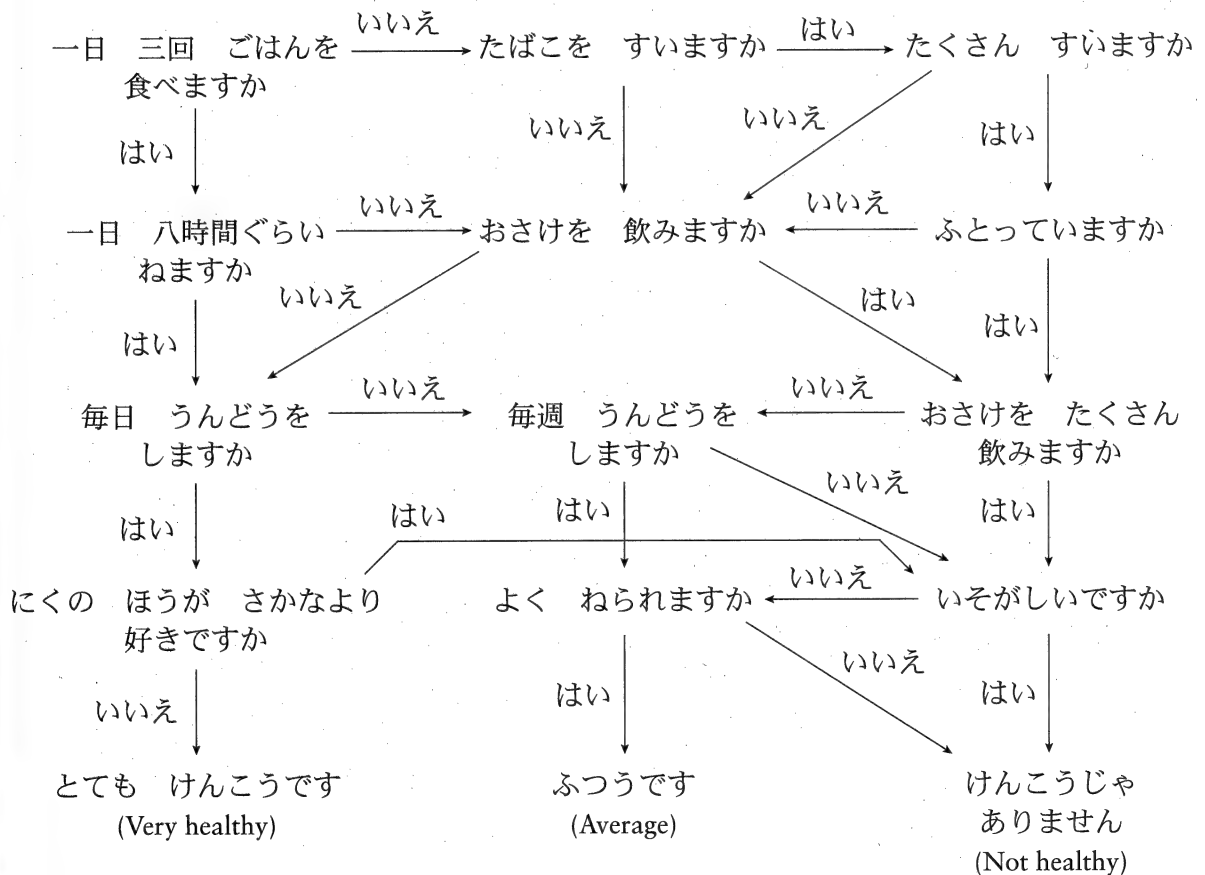 一日　三回　ごはんを
食べますか
いいえ
たばこを　すいますか
はい
たくさん　すいますか
はい
いいえ
いいえ
はい
一日　八時間ぐらい
ねますか
いいえ
おさけを　飲みますか
いいえ
ふとっていますか
はい
いいえ
はい
はい
毎日　うんどうを
しますか
いいえ
毎週　うんどうを
しますか
いいえ
おさけを　たくさん
飲みますか
はい
はい
はい
いいえ
はい
にくの　ほうが　さかなより
好きですか
よく　ねられますか
いいえ
いそがしいですか
いいえ
はい
いいえ
はい
とても　けんこうです
(Very healthy)
ふつうです
(Average)
けんこうじゃ
ありません
(Not healthy)